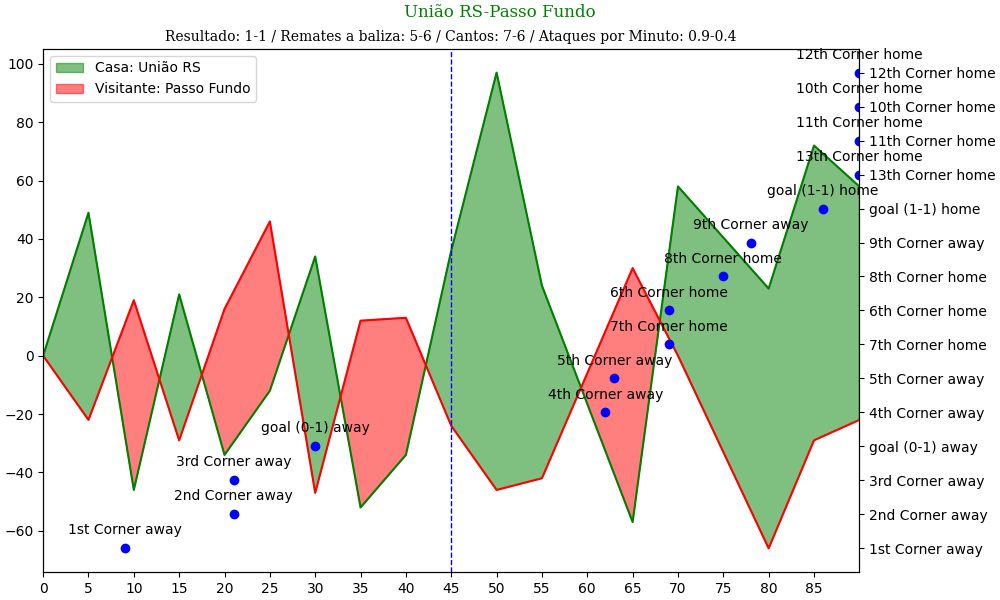 União RS-Passo Fundo
Resultado: 1-1 / Remates a baliza: 5-6 / Cantos: 7-6 / Ataques por Minuto: 0.9-0.4
Casa: União RS
Visitante: Passo Fundo
100
80
60
40
20
0
−20
−40
−60
12th Corner home
10th Corner home
11th Corner home
13th Corner home
goal (1-1) home
9th Corner away
8th Corner home
6th Corner home
7th Corner home
5th Corner away
4th Corner away
goal (0-1) away
3rd Corner away
2nd Corner away
1st Corner away
12th Corner home
10th Corner home
11th Corner home
13th Corner home
goal (1-1) home
9th Corner away
8th Corner home
6th Corner home
7th Corner home
5th Corner away
4th Corner away
goal (0-1) away
3rd Corner away
2nd Corner away
1st Corner away
0 5 10 15 20 25 30 35 40 45 50 55 60 65 70 75 80 85